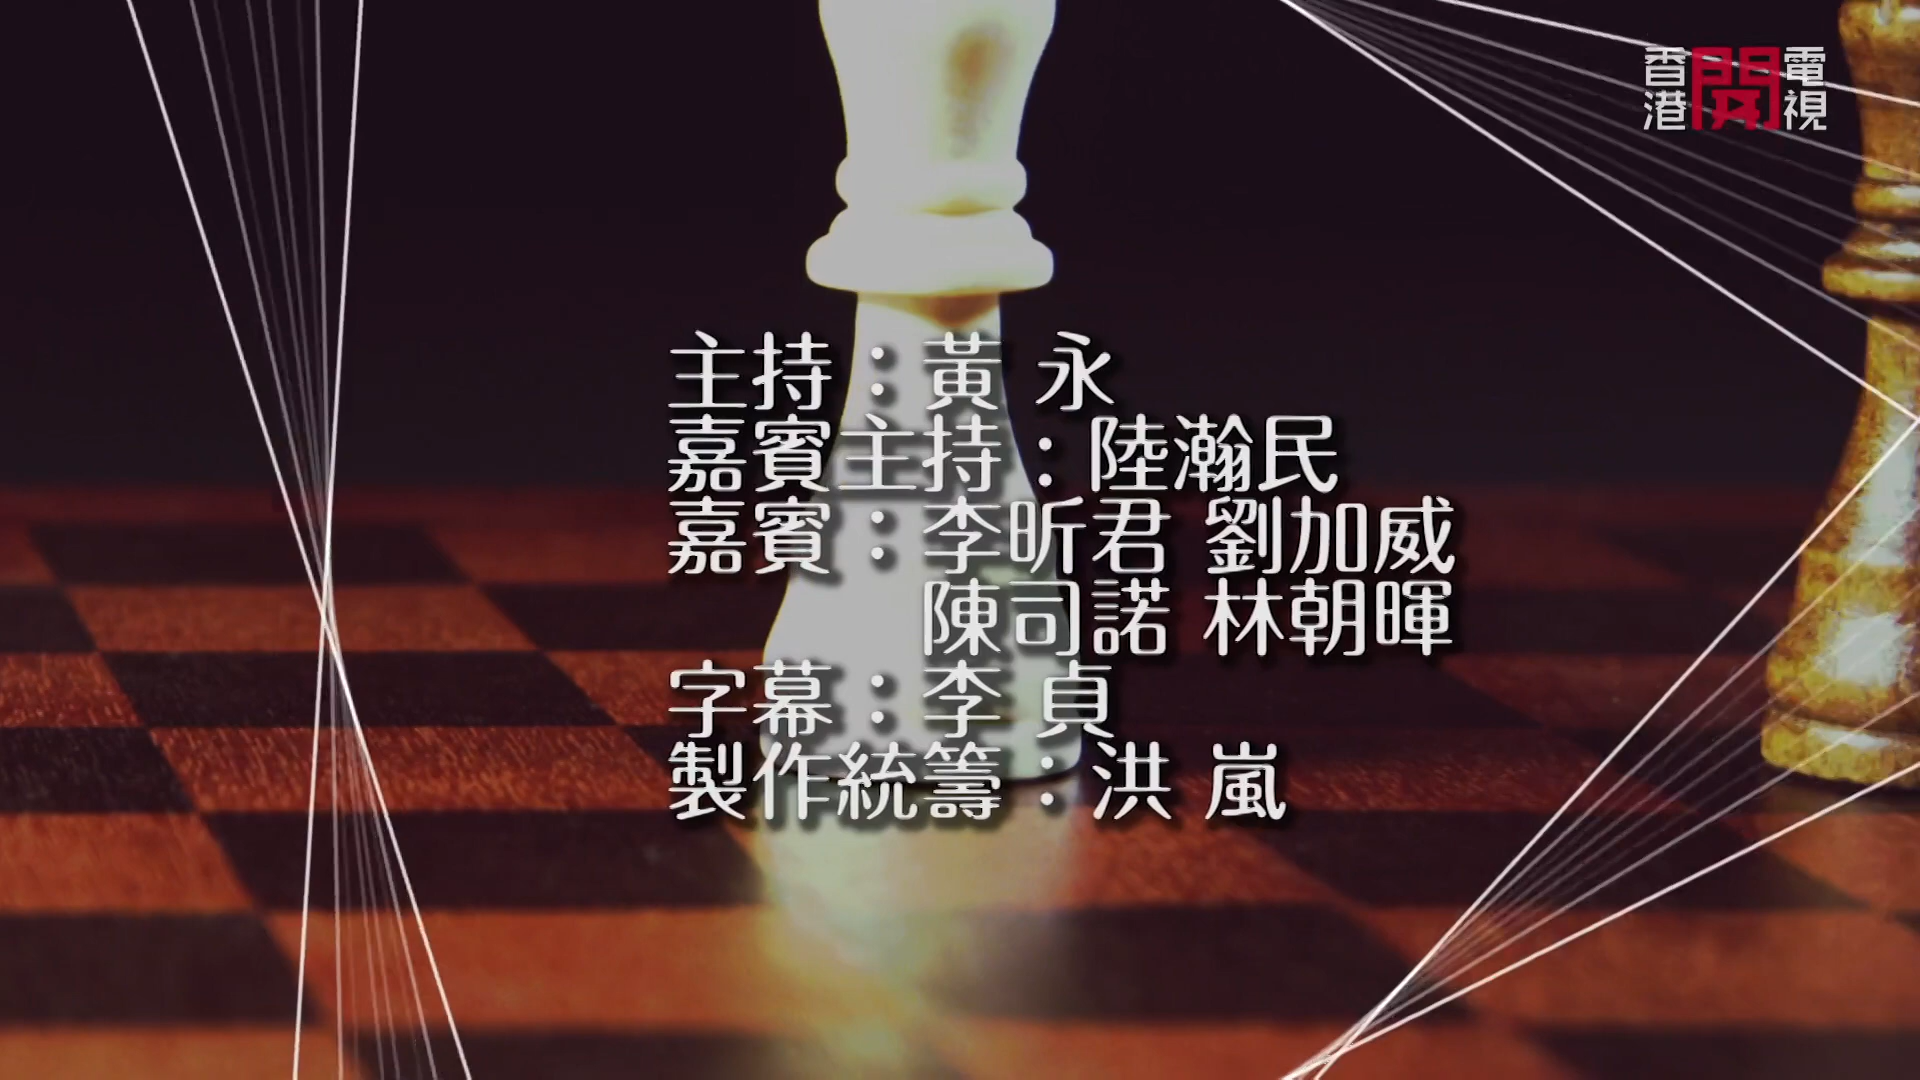 香港開電視
主持：黃 永
嘉賓主持：陸瀚民
嘉賓：李昕君 劉加威
陳司諾 林朝暉
字幕：李 貞
製作統籌：洪 嵐